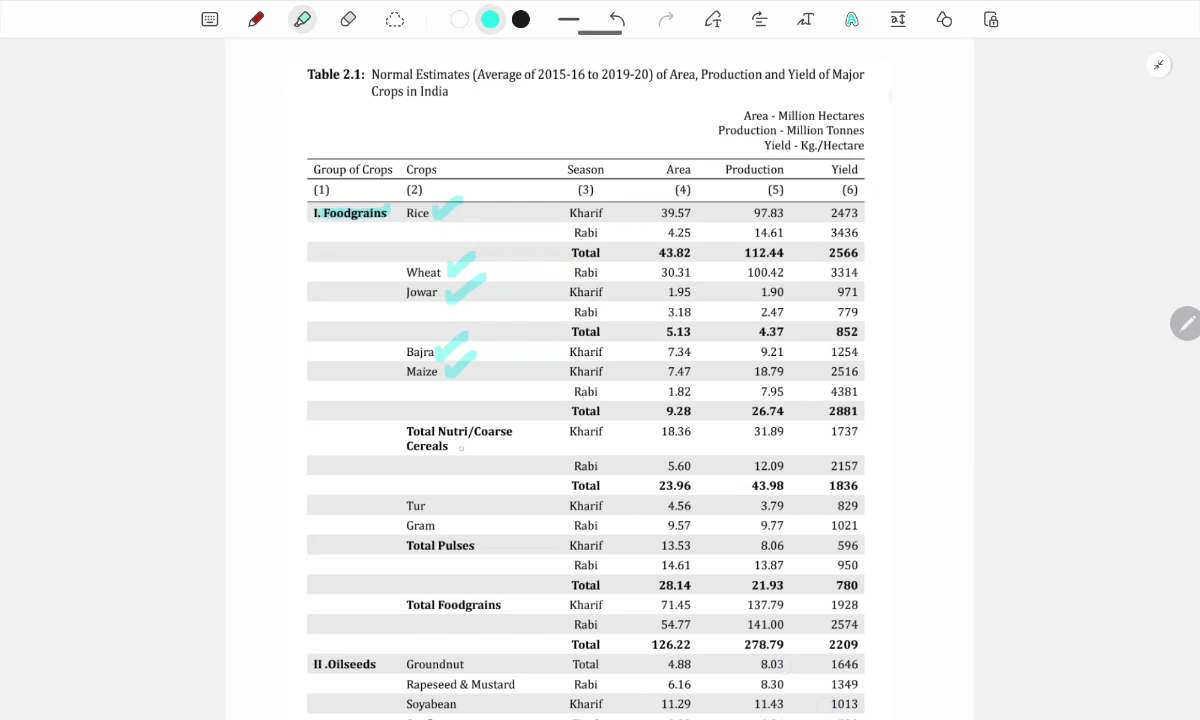 Table 2.1: Normal Estimates (Average of 2015-16 to 2019-20) of Area, Production and Yield of Major
Crops in India
Area - Million Hectares
Production - Million Tonnes
Yield - Kg./Hectare
Group of Crops Crops Season Area Production Yield
(1) (2) (3) (4) (5) (6)
I. Foodgrains Rice Kharif 39.57 97.83 2473
Rabi 4.25 14.61 3436
Total 43.82 112.44 2566
Wheat Rabi 30.31 100.42 3314
Jowar Kharif 1.95 1.90 971
Rabi 3.18 2.47 779
Total 5.13 4.37 852
Bajra Kharif 7.34 9.21 1254
Maize Kharif 7.47 18.79 2516
Rabi 1.82 7.95 4381
Total 9.28 26.74 2881
Total Nutri/Coarse Kharif 18.36 31.89 1737
Cereals
Rabi 5.60 12.09 2157
Total 23.96 43.98 1836
Tur Kharif 4.56 3.79 829
Gram Rabi 9.57 9.77 1021
Total Pulses Kharif 13.53 8.06 596
Rabi 14.61 13.87 950
Total 28.14 21.93 780
Total Foodgrains Kharif 71.45 137.79 1928
Rabi 54.77 141.00 2574
Total 126.22 278.79 2209
II .Oilseeds Groundnut Total 4.88 8.03 1646
Rapeseed & Mustard Rabi 6.16 8.30 1349
Soyabean Kharif 11.29 11.43 1013